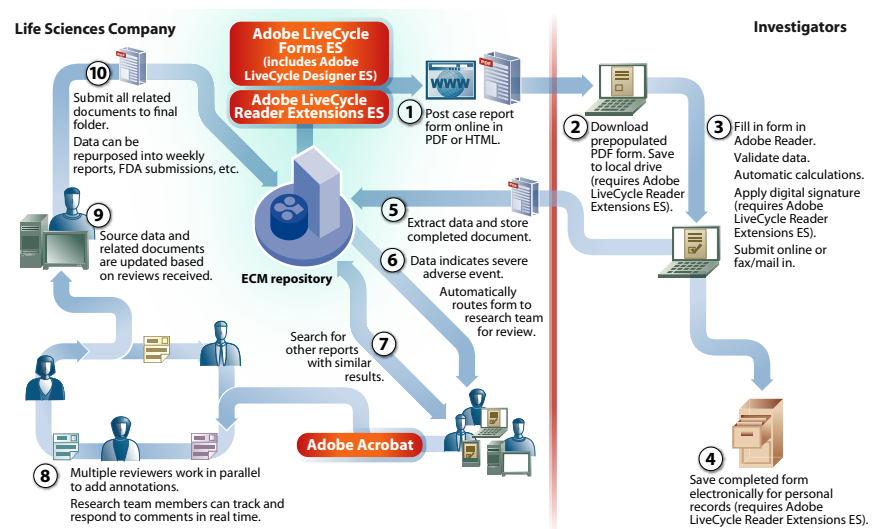 Life Sciences Company
Investigators
Adobe LiveCycle
Forms ES
(includes Adobe
LiveCycle Designer ES)
Adobe LiveCycle
Reader Extensions ES
WWW
PDF
1
Post case report
form online in
PDF or HTML.
2
Download
prepopulated
PDF form. Save
to local drive
(requires Adobe
LiveCycle Reader
Extensions ES).
3
Fill in form in
Adobe Reader.
Validate data.
Automatic calculations.
Apply digital signature
(requires Adobe
LiveCycle Reader
Extensions ES).
Submit online or
fax/mail in.
4
Save completed form
electronically for personal
records (requires Adobe
LiveCycle Reader Extensions ES).
PDF
5
Extract data and store
completed document.
ECM repository
6
Data indicates severe
adverse event.
Automatically
routes form to
research team
for review.
7
Search for
other reports
with similar
results.
Adobe Acrobat
8
Multiple reviewers work in parallel
to add annotations.
Research team members can track and
respond to comments in real time.
9
Source data and
related documents
are updated based
on reviews received.
PDF
10
Submit all related
documents to final
folder.
Data can be
repurposed into weekly
reports, FDA submissions, etc.